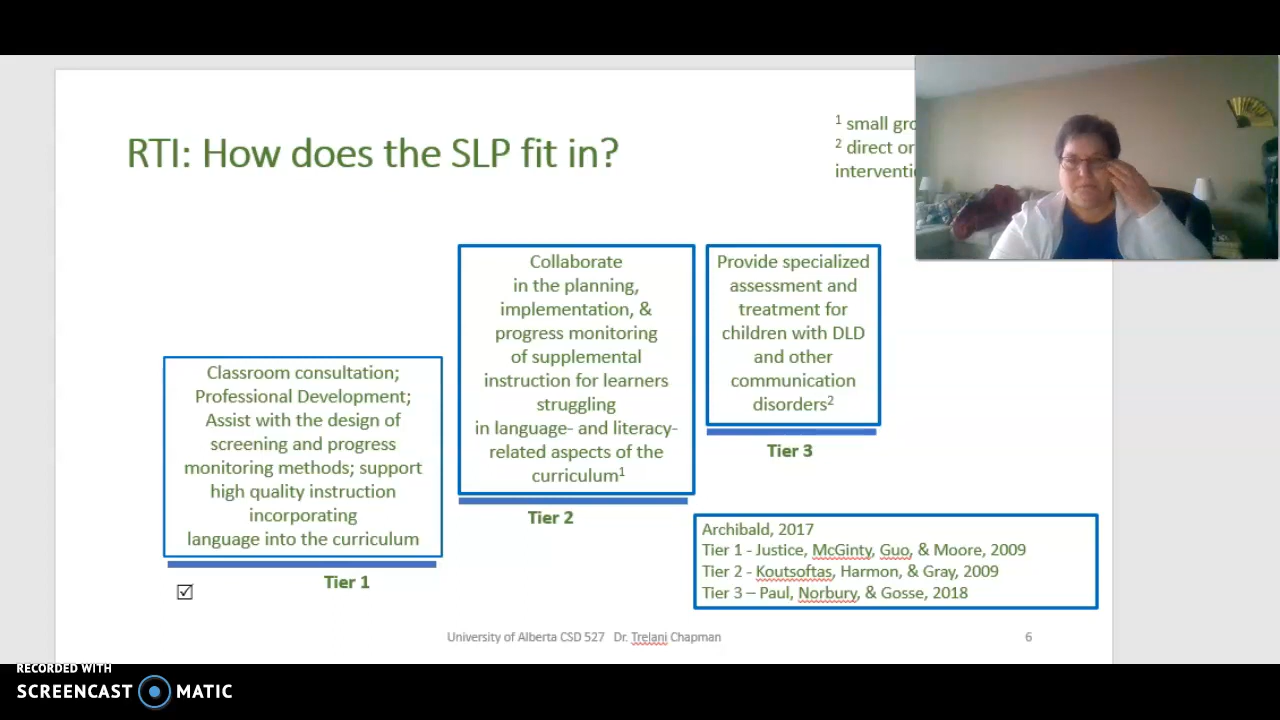 RTI: How does the SLP fit in?
1 small
2 direct or
Collaborate
in the planning,
implementation, &
progress monitoring
of supplemental
instruction for learners
struggling
in language- and literacy-
related aspects of the
curriculum1
Provide specialized
assessment and
treatment for
children with DLD
and other
communication
disorders2
Classroom consultation;
Professional Development;
Assist with the design of
screening and progress
monitoring methods; support
high quality instruction
incorporating
language into the curriculum
Tier 3
Tier 2
Tier 1
Archibald, 2017
Tier 1 - Justice, McGinty, Guo, & Moore, 2009
Tier 2 - Koutsoftas, Harmon, & Gray, 2009
Tier 3 – Paul, Norbury, & Gosse, 2018
University of Alberta CSD 527 Dr. Trelani Chapman
6
RECORDED WITH
SCREENCAST MATIC